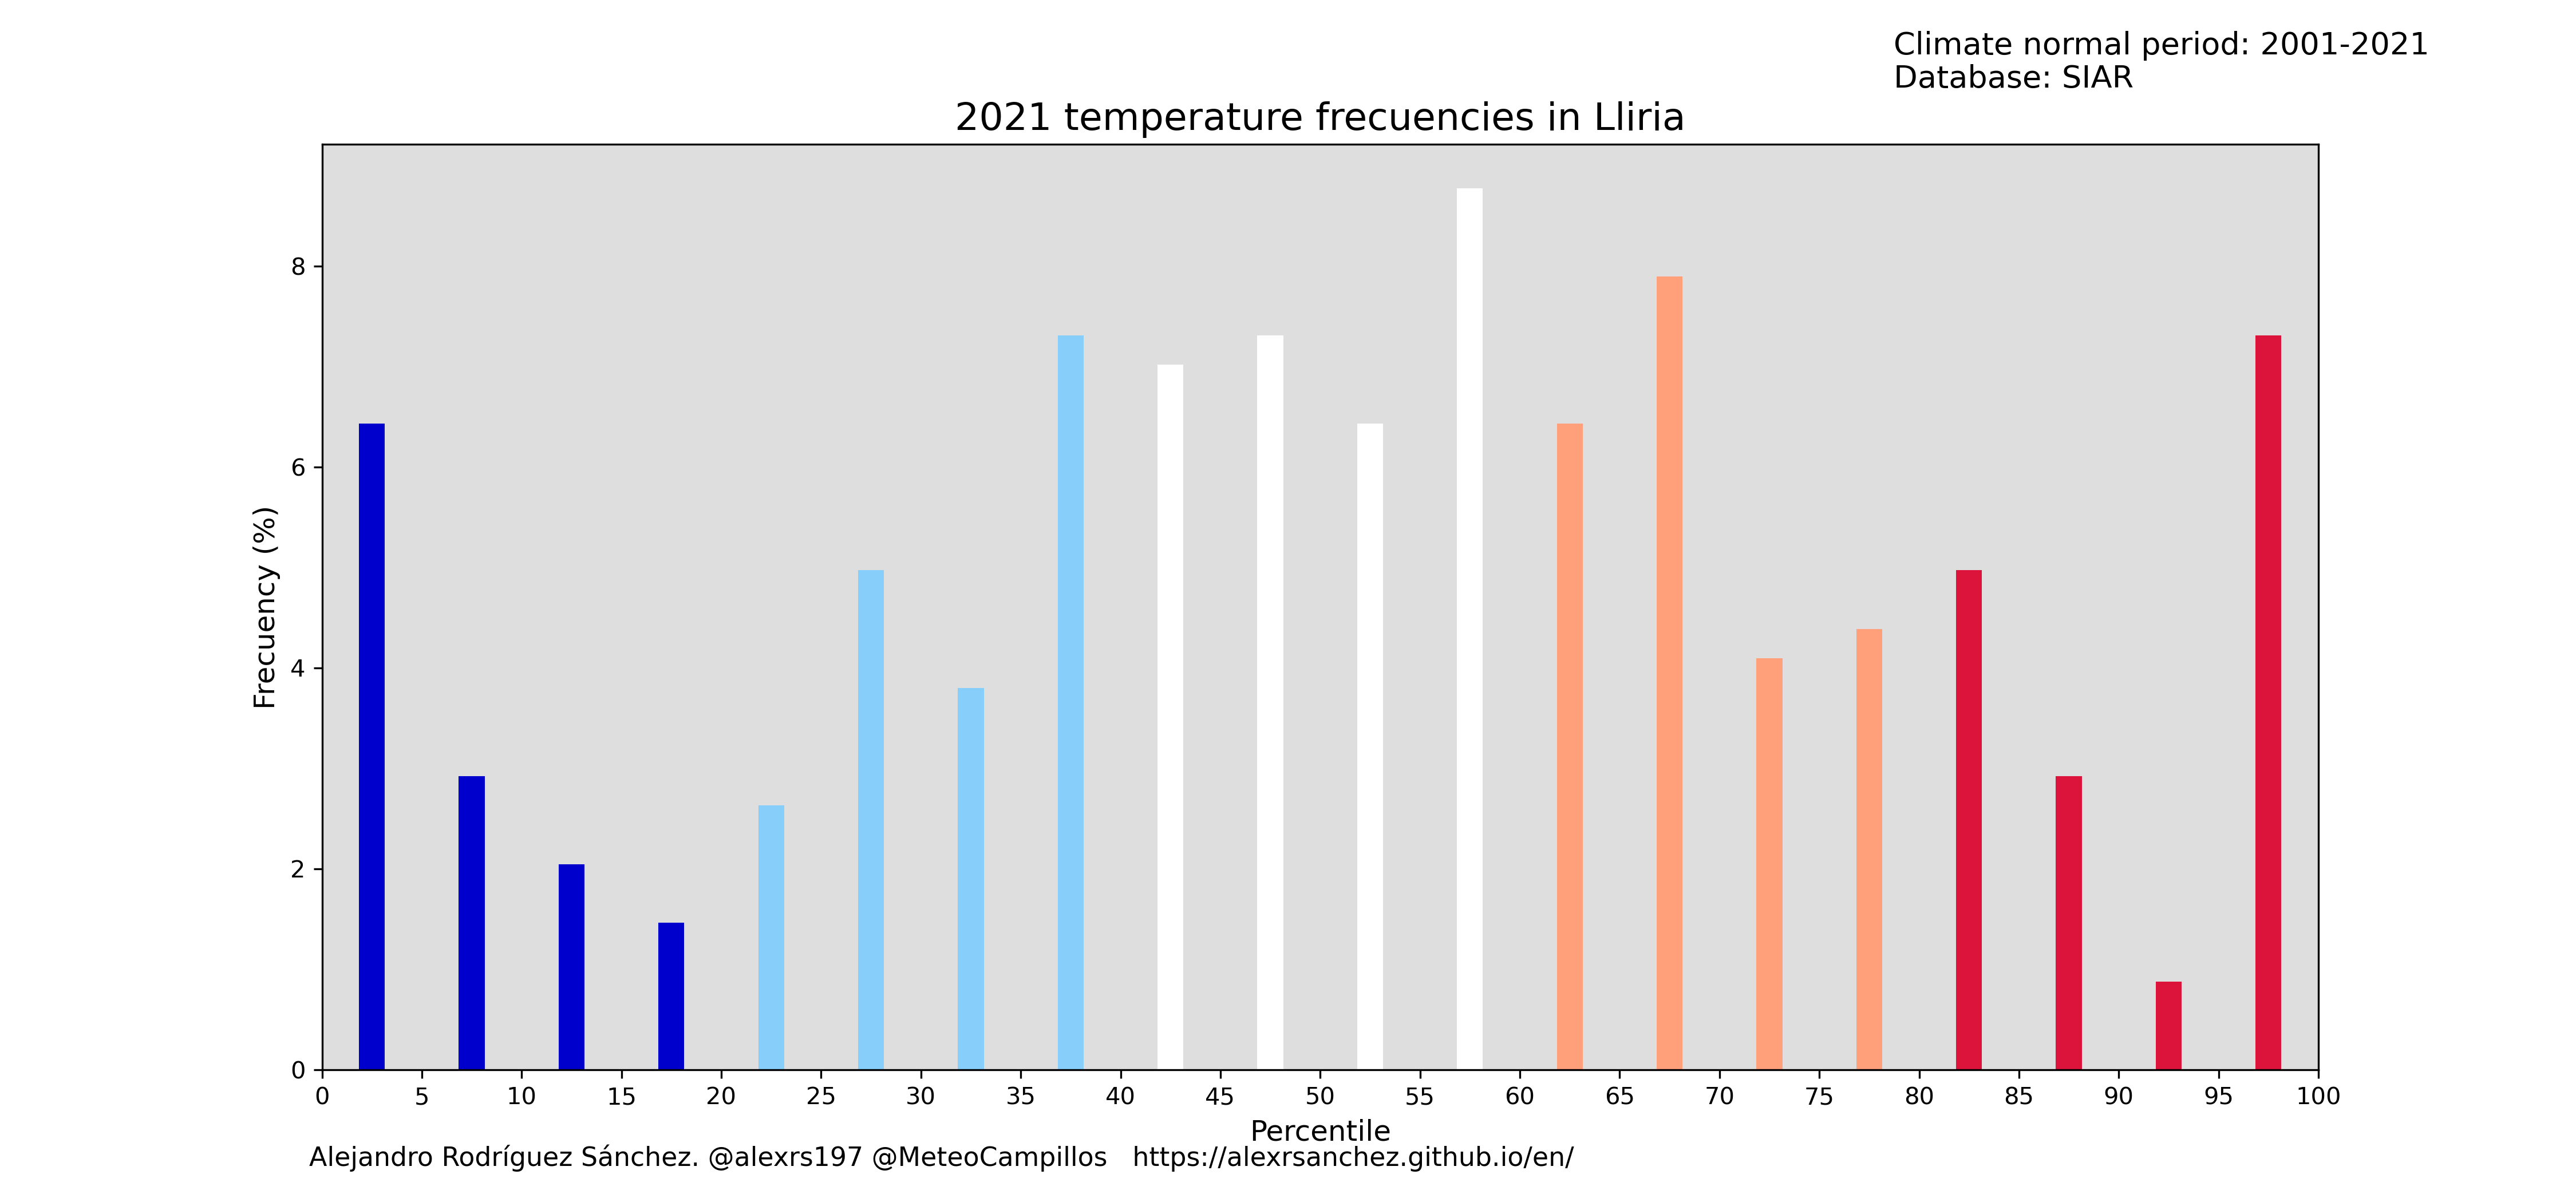 Climate normal period: 2001-2021
Database: SIAR
2021 temperature frecuencies in Lliria
Frecuency (%)
8
6
4
2
0
0 5 10 15 20 25 30 35 40 45 50 55 60 65 70 75 80 85 90 95 100
Percentile
Alejandro Rodríguez Sánchez. @alexrs197 @MeteoCampillos https://alexrsanchez.github.io/en/